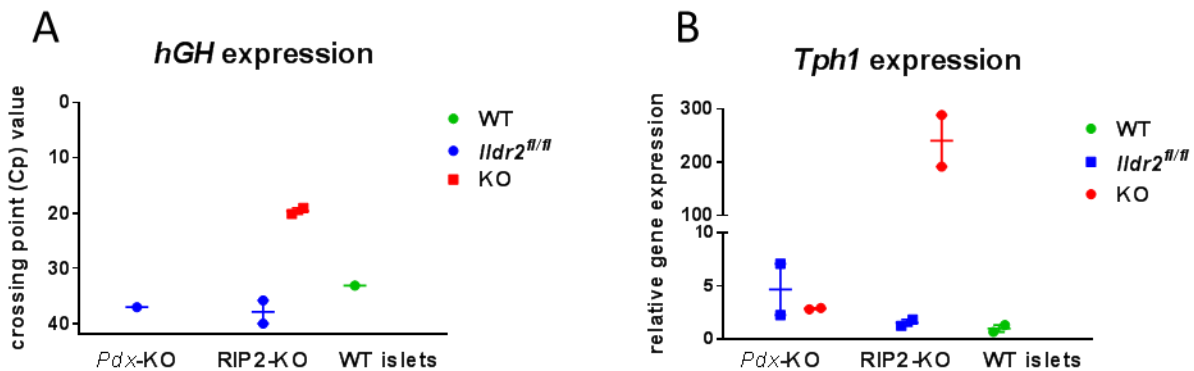 A
hGH expression
crossing point (Cp) value
0
10
20
30
40
Pdx-KO RIP2-KO WT islets
WT
Ildr2fl/fl
KO
B
Tph1 expression
relative gene expression
300
200
100
10
5
0
Pdx-KO RIP2-KO WT islets
WT
Ildr2fl/fl
KO